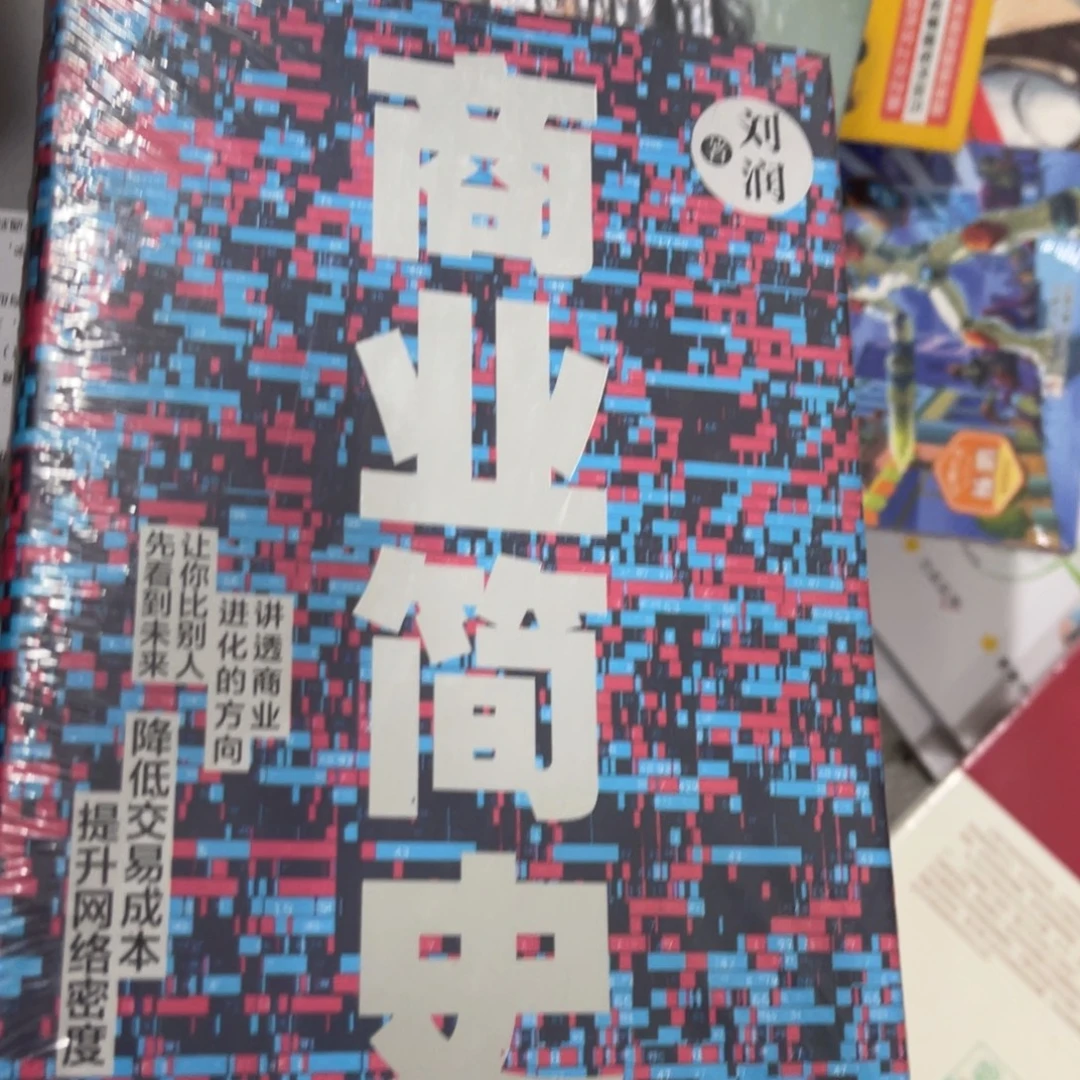 商业简史
刘润
著
讲透商业
进化的方向
让你比别人
先看到未来
降低交易成本
提升网络密度